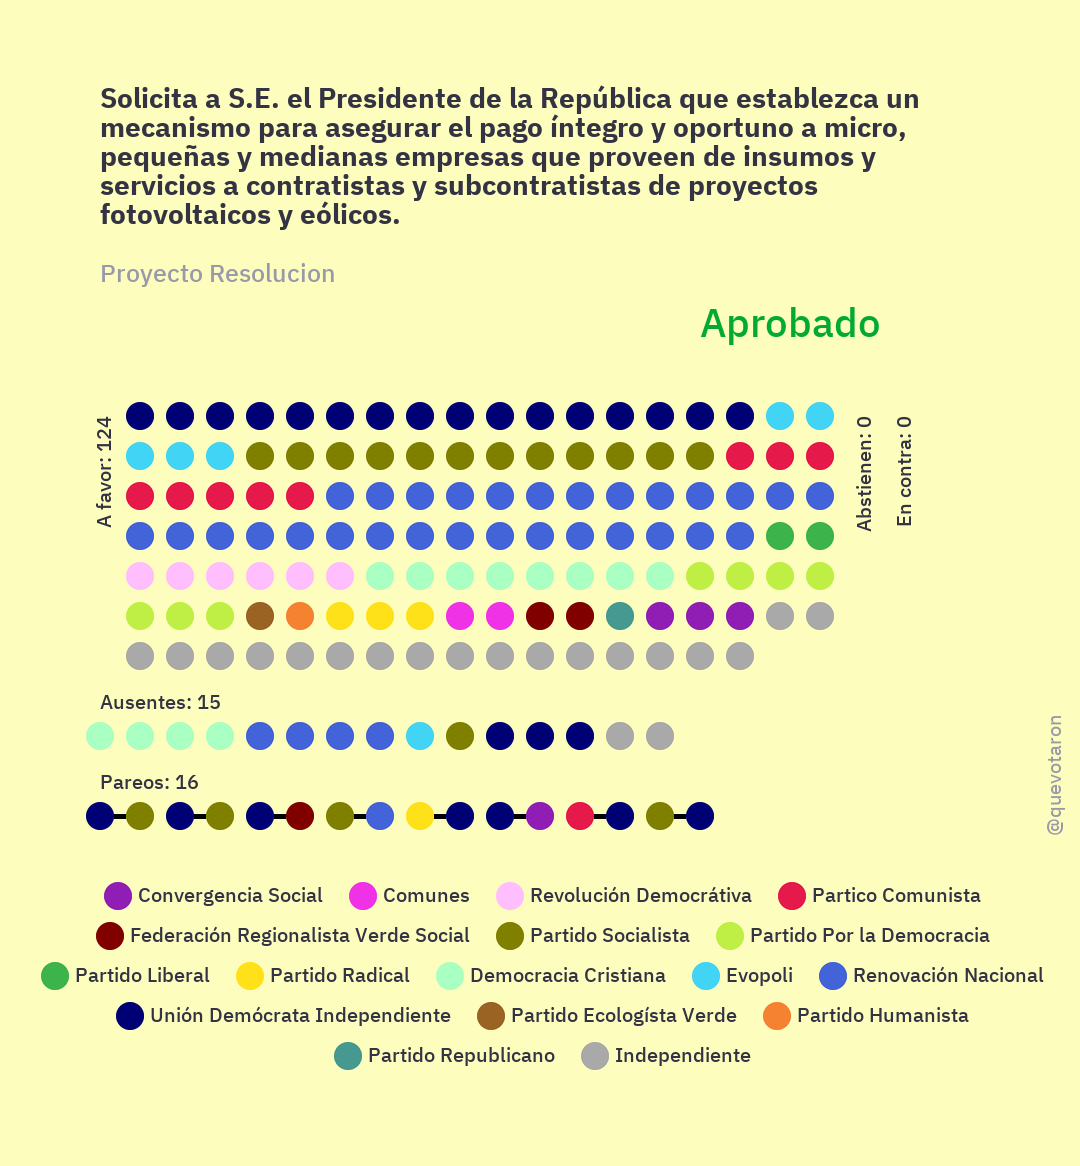 Solicita a S.E. el Presidente de la República que establezca un
mecanismo para asegurar el pago íntegro y oportuno a micro,
pequeñas y medianas empresas que proveen de insumos y
servicios a contratistas y subcontratistas de proyectos
fotovoltaicos y eólicos.
Proyecto Resolucion
Aprobado
A favor: 124
Abstienen: 0
En contra: 0
Ausentes: 15
Pareos: 16
@quevotaron
Convergencia Social
Comunes
Revolución Democrátiva
Partico Comunista
Federación Regionalista Verde Social
Partido Socialista
Partido Por la Democracia
Partido Liberal
Partido Radical
Democracia Cristiana
Evopoli
Renovación Nacional
Unión Demócrata Independiente
Partido Ecologísta Verde
Partido Humanista
Partido Republicano
Independiente